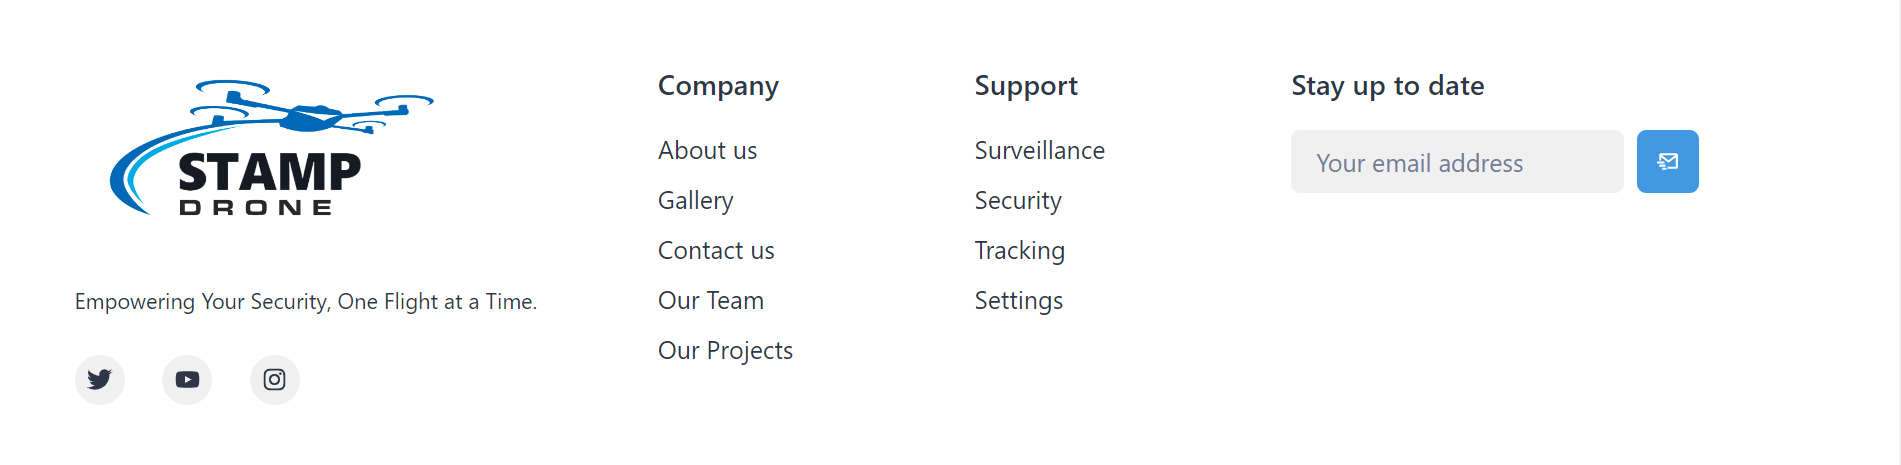 STAMP
DRONE
Empowering Your Security, One Flight at a Time.
Company
About us
Gallery
Contact us
Our Team
Our Projects
Support
Surveillance
Security
Tracking
Settings
Stay up to date
Your email address